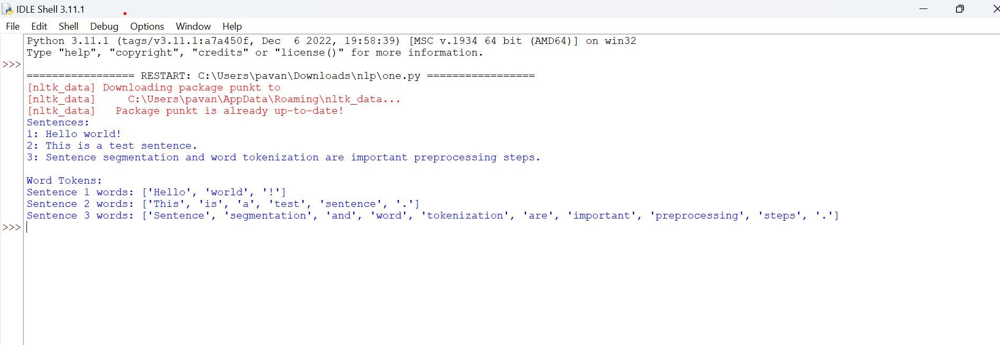 IDLE Shell 3.11.1
File Edit Shell Debug Options Window Help
Python 3.11.1 (tags/v3.11.1:a7a450f, Dec  6 2022, 19:58:39) [MSC v.1934 64 bit (AMD64)] on win32
Type "help", "copyright", "credits" or "license()" for more information.
>>>
================= RESTART: C:\Users\pavan\Downloads\nlp\one.py =================
[nltk_data] Downloading package punkt to
[nltk_data]     C:\Users\pavan\AppData\Roaming\nltk_data...
[nltk_data]   Package punkt is already up-to-date!
Sentences:
1: Hello world!
2: This is a test sentence.
3: Sentence segmentation and word tokenization are important preprocessing steps.
Word Tokens:
Sentence 1 words: ['Hello', 'world', '!']
Sentence 2 words: ['This', 'is', 'a', 'test', 'sentence', '.']
Sentence 3 words: ['Sentence', 'segmentation', 'and', 'word', 'tokenization', 'are', 'important', 'preprocessing', 'steps', '.']
>>>